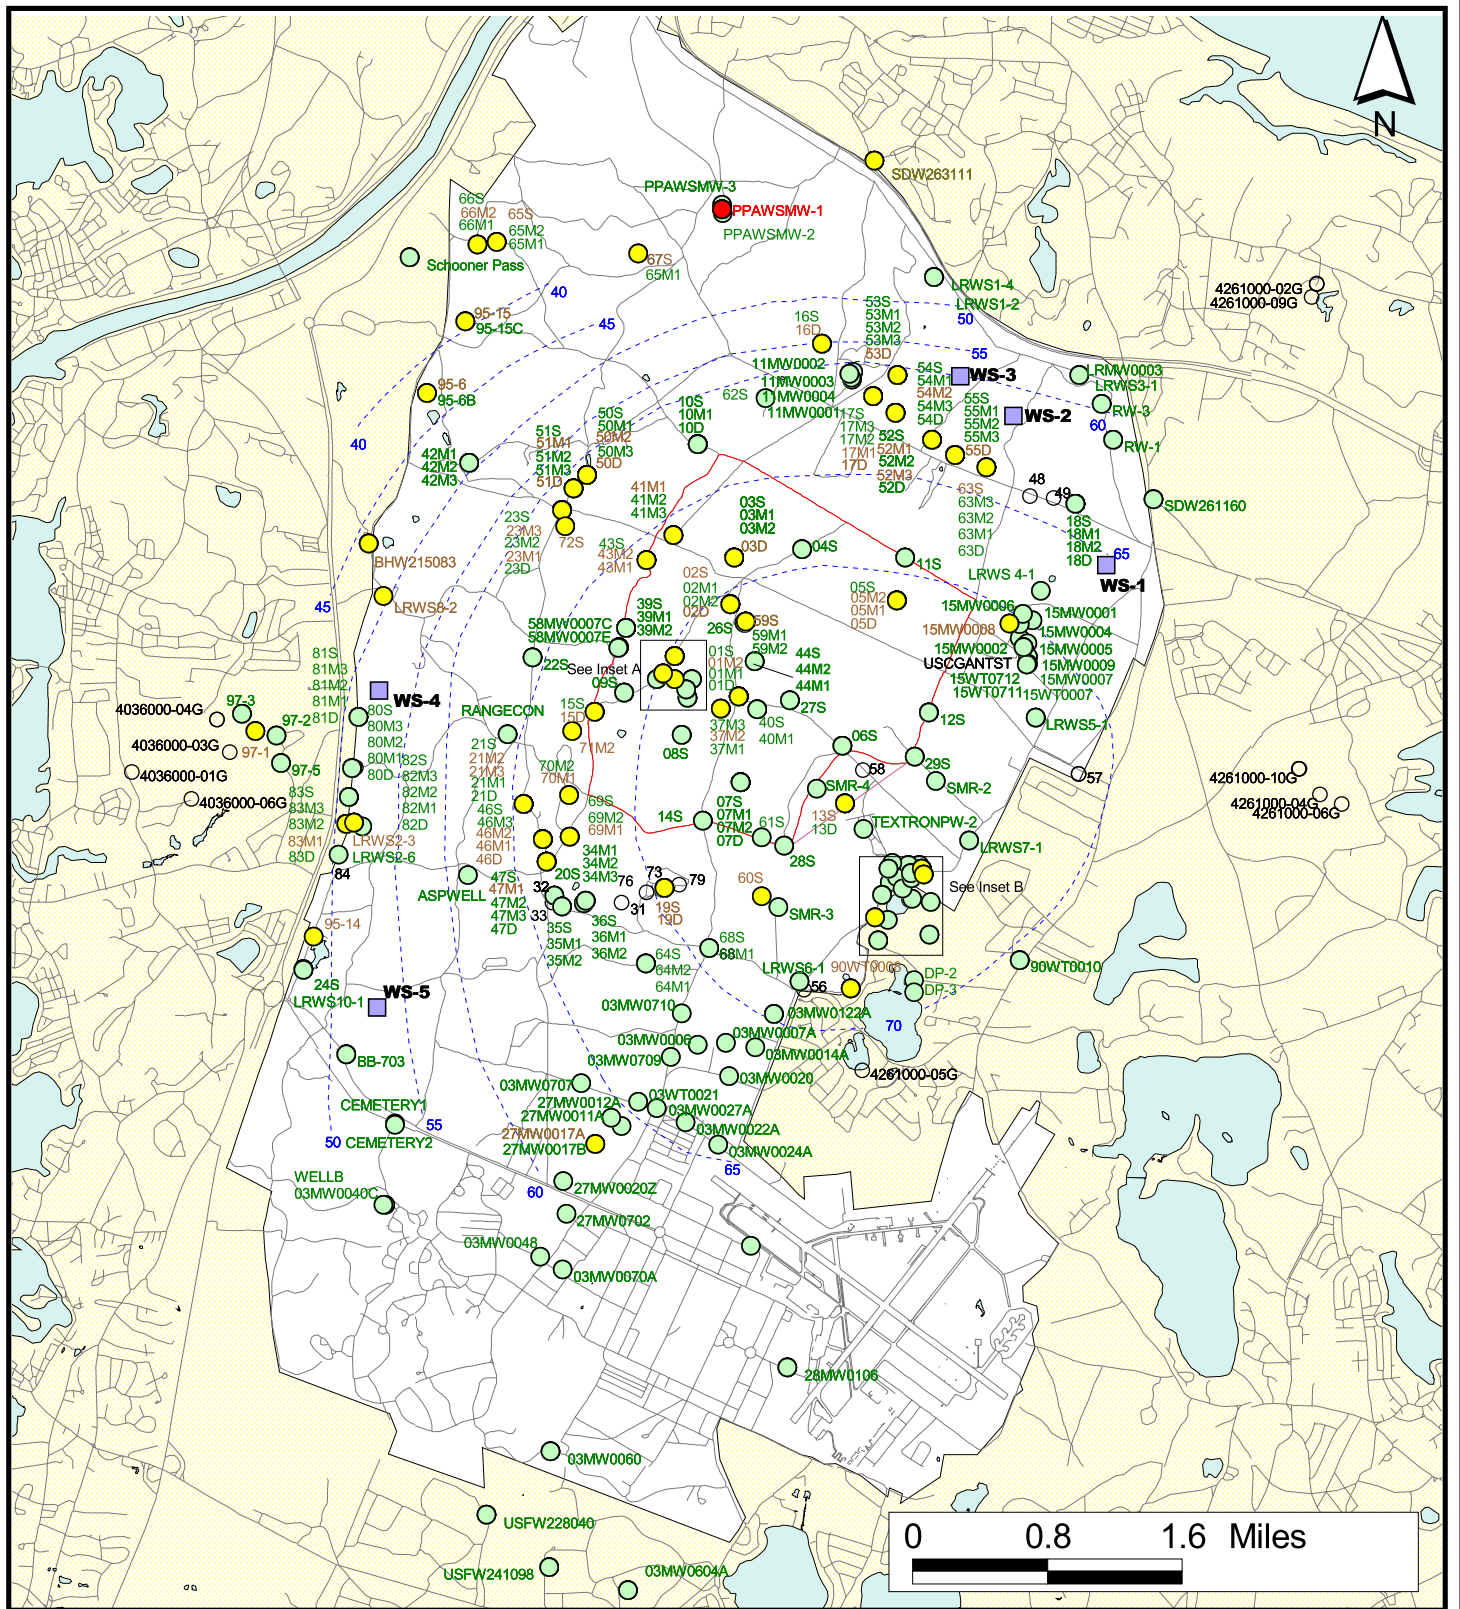 N
SDW263111
PPAWSMW-3
PPAWSMW-1
PPAWSMW-2
66S
66M2
66M1
65S
65M2
65M1
Schooner Pass
67S
65M1
40
45
95-15
95-15C
LRWS1-4
LRWS1-2
50
55
4261000-02G
4261000-09G
16S
16D
53S
53M1
53M2
53M3
53D
11MW0002
11MW0003
11MW0004
11MW0001
62S
54S
54M1
54M2
54M3
54D
WS-3
WS-2
LRMW0003
LRWS3-1
RW-3
60
RW-1
95-6
95-6B
40
42M1
42M2
42M3
51S
51M1
51M2
51M3
51D
50S
50M1
50M2
50M3
50D
10S
10M1
10D
17S
17M3
17M2
17M1
17D
52S
52M1
52M2
52M3
52D
55S
55M1
55M2
55M3
55D
48
49
SDW261160
63S
63M3
63M2
63M1
63D
18S
18M1
18M2
18D
65
WS-1
41M1
41M2
41M3
03S
03M1
03M2
03D
04S
11S
23S
23M3
23M2
23M1
23D
72S
43S
43M2
43M1
BHW215083
LRWS8-2
45
02S
02M1
02M2
02D
05S
05M2
05M1
05D
LRWS 4-1
15MW0006
15MW0001
15MW0008
15MW0004
15MW0002
15MW0005
USCGANTST
15MW0009
15WT0712
15MW0007
15WT0711
15WT0007
LRWS5-1
39S
39M1
39M2
58MW0007C
58MW0007E
22S
See Inset A
09S
26S
59S
59M1
59M2
01S
01M2
01M1
01D
44S
44M2
44M1
27S
12S
81S
81M3
81M2
81M1
81D
WS-4
97-3
4036000-04G
97-2
97-1
4036000-03G
97-5
4036000-01G
4036000-06G
80S
80M3
80M2
80M1
80D
RANGECON
15S
15D
71M2
08S
37M3
37M2
37M1
40S
40M1
06S
58
29S
57
4261000-10G
4261000-04G
4261000-06G
82S
82M3
82M2
82M1
82D
83S
83M3
83M2
83M1
83D
LRWS2-3
LRWS2-6
84
21S
21M2
21M3
21M1
21D
70M2
70M1
46S
46M3
46M2
46M1
46D
69S
69M2
69M1
14S
07S
07M1
07M2
07D
61S
28S
SMR-4
SMR-2
13S
13D
TEXTRONPW-2
LRWS7-1
See Inset B
ASPWELL
47S
47M1
47M2
47M3
47D
20S
34M1
34M2
34M3
32
33
76
73
79
31
19S
19D
60S
SMR-3
35S
35M1
35M2
36S
36M1
36M2
64S
64M2
64M1
68S
68
68M1
LRWS6-1
56
90WT0003
90WT0010
DP-2
DP-3
95-14
24S
LRWS10-1
WS-5
70
4261000-05G
BB-703
CEMETERY1
CEMETERY2
50
55
WELLB
03MW0040C
03MW0710
03MW0122A
03MW0006
03MW0007A
03MW0709
03MW0014A
03MW0020
03MW0707
03WT0021
27MW0012A
03MW0027A
27MW0011A
03MW0022A
27MW0017A
27MW0017B
03MW0024A
65
60
27MW0020Z
27MW0702
03MW0048
03MW0070A
28MW0106
03MW0060
USFW228040
USFW241098
03MW0604A
0 0.8 1.6 Miles